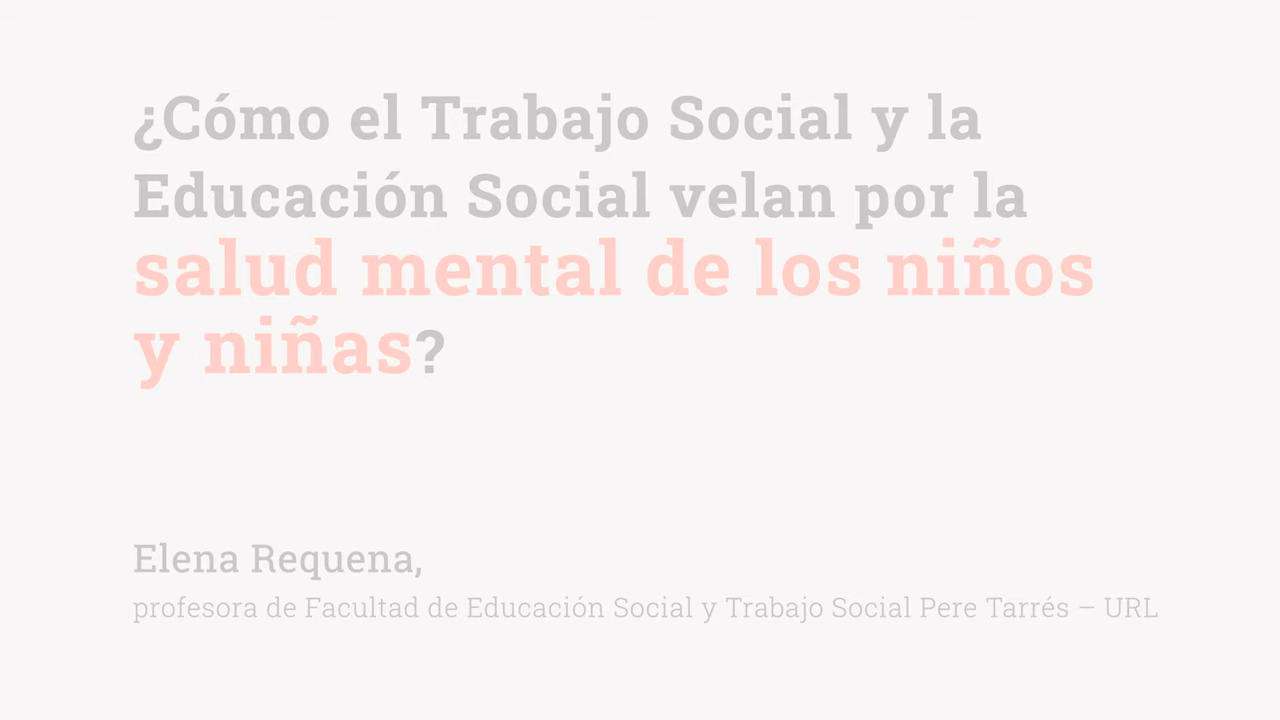 ¿Cómo el Trabajo Social y la
Educación Social velan por la
salud mental de los niños
y niñas?
Elena Requena,
profesora de Facultad de Educación Social y Trabajo Social Pere Tarrés – URL